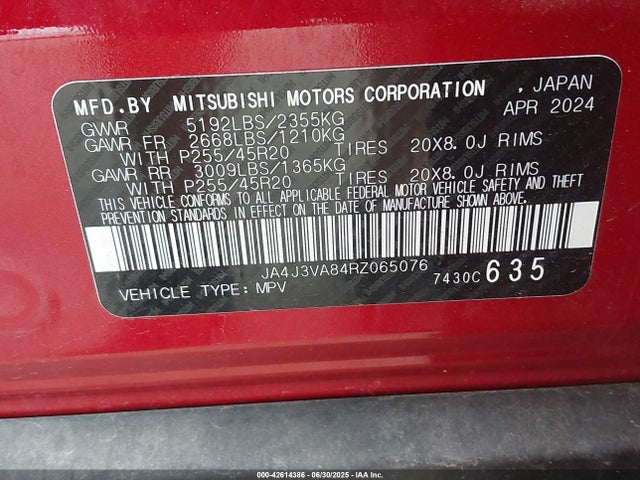 MFD.BY MITSUBISHI MOTORS CORPORATION . JAPAN
APR 2024
GWWR 5192LBS/2355KG
GAWR FR 2668LBS/1210KG
WITH P255/45R20 TIRES 20X8.0J RIMS
GAWR RR 3009LBS/1365KG
WITH P255/45R20 TIRES 20X8.0J RIMS
THIS VEHICLE CONFORMS TO ALL APPLICABLE FEDERAL MOTOR VEHICLE SAFETY AND THEFT
PREVENTION STANDARDS IN EFFECT ON THE DATE OF MANUFACTURE SHOWN ABOVE.
JA4J3VA84RZ065076
VEHICLE TYPE: MPV 7430C 635
000-42614386 - 06/30/2025 - IAA Inc.